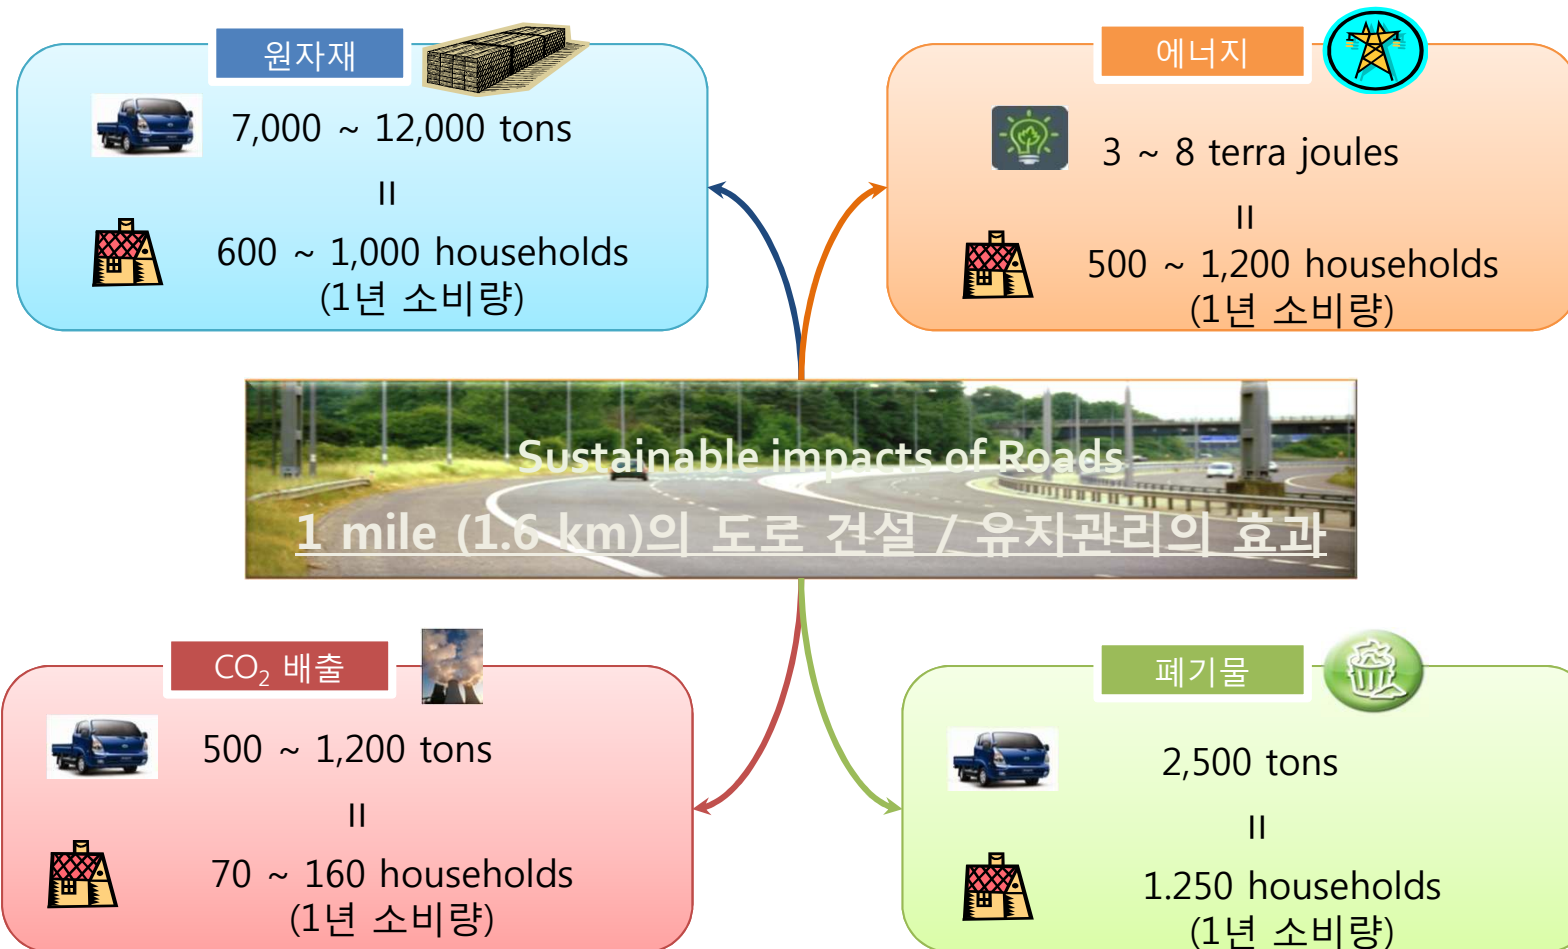 원자재
7,000 ~ 12,000 tons
=
600 ~ 1,000 households
(1년 소비량)
에너지
3 ~ 8 terra joules
=
500 ~ 1,200 households
(1년 소비량)
Sustainable impacts of Roads
1 mile (1.6 km)의 도로 건설 / 유지관리의 효과
CO₂ 배출
500 ~ 1,200 tons
=
70 ~ 160 households
(1년 소비량)
폐기물
2,500 tons
=
1.250 households
(1년 소비량)